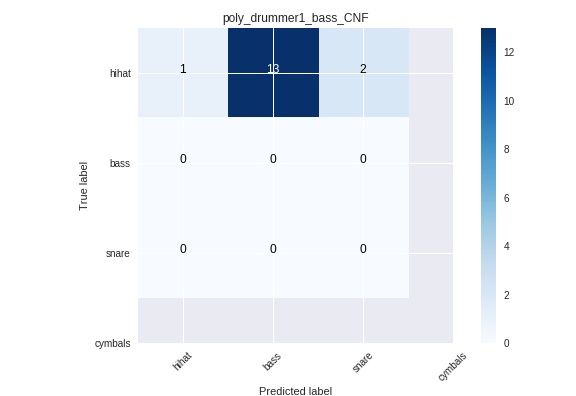 poly_drummer1_bass_CNF
hihat 1 13 2
bass 0 0 0
snare 0 0 0
cymbals
hihat bass snare cymbals
True label
Predicted label
12
10
8
6
4
2
0